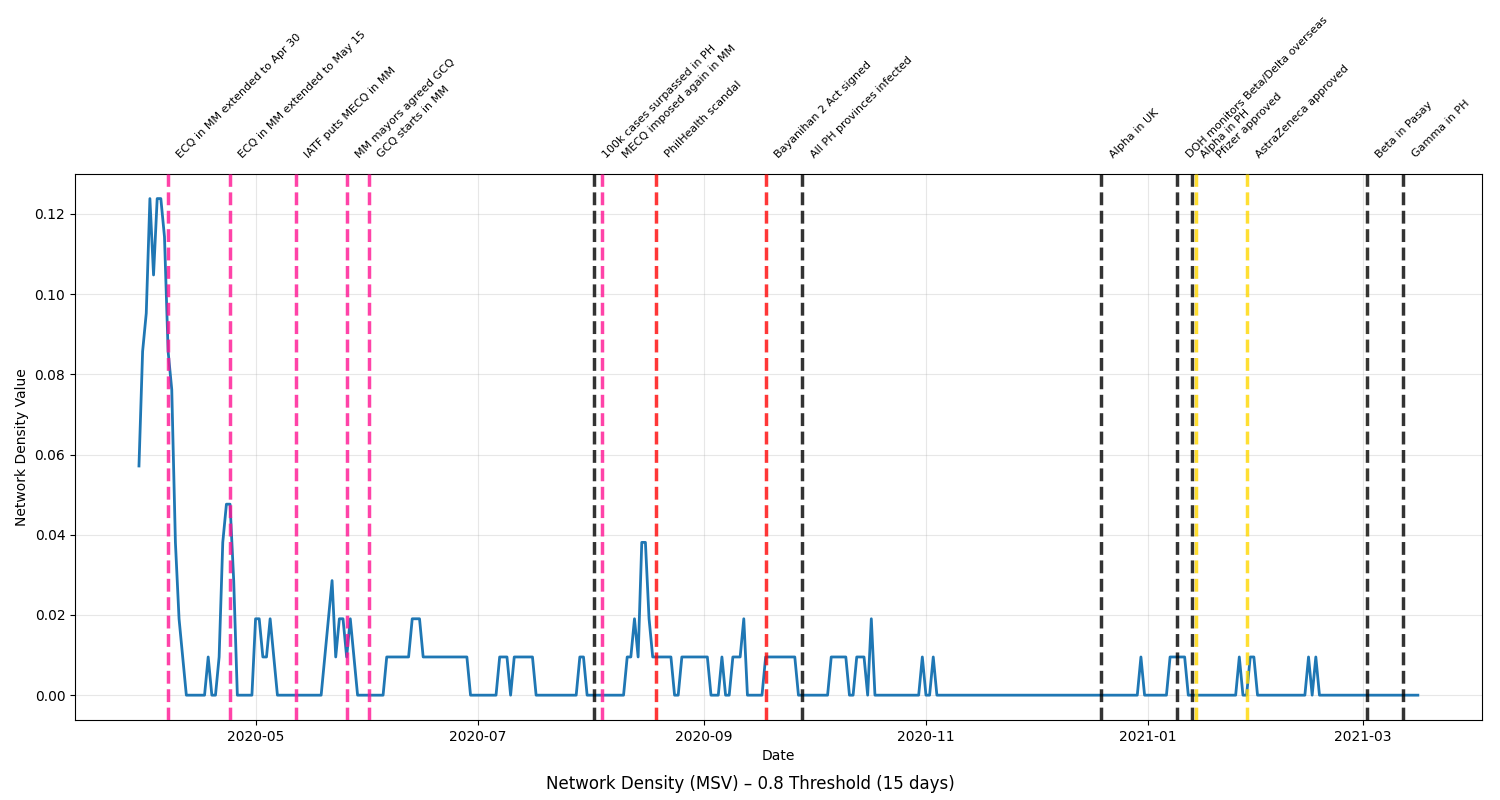 ECQ in MM extended to Apr 30
ECQ in MM extended to May 15
IATF puts MECQ in MM
MM mayors agreed GCQ
GCQ starts in MM
100k cases surpassed in PH
MECQ imposed again in MM
PhilHealth scandal
Bayanihan 2 Act signed
All PH provinces infected
Alpha in UK
DOH monitors Beta/Delta overseas
Alpha in PH
Pfizer approved
AstraZeneca approved
Beta in Pasay
Gamma in PH
Network Density Value
0.12
0.10
0.08
0.06
0.04
0.02
0.00
2020-05
2020-07
2020-09
2020-11
2021-01
2021-03
Date
Network Density (MSV) – 0.8 Threshold (15 days)